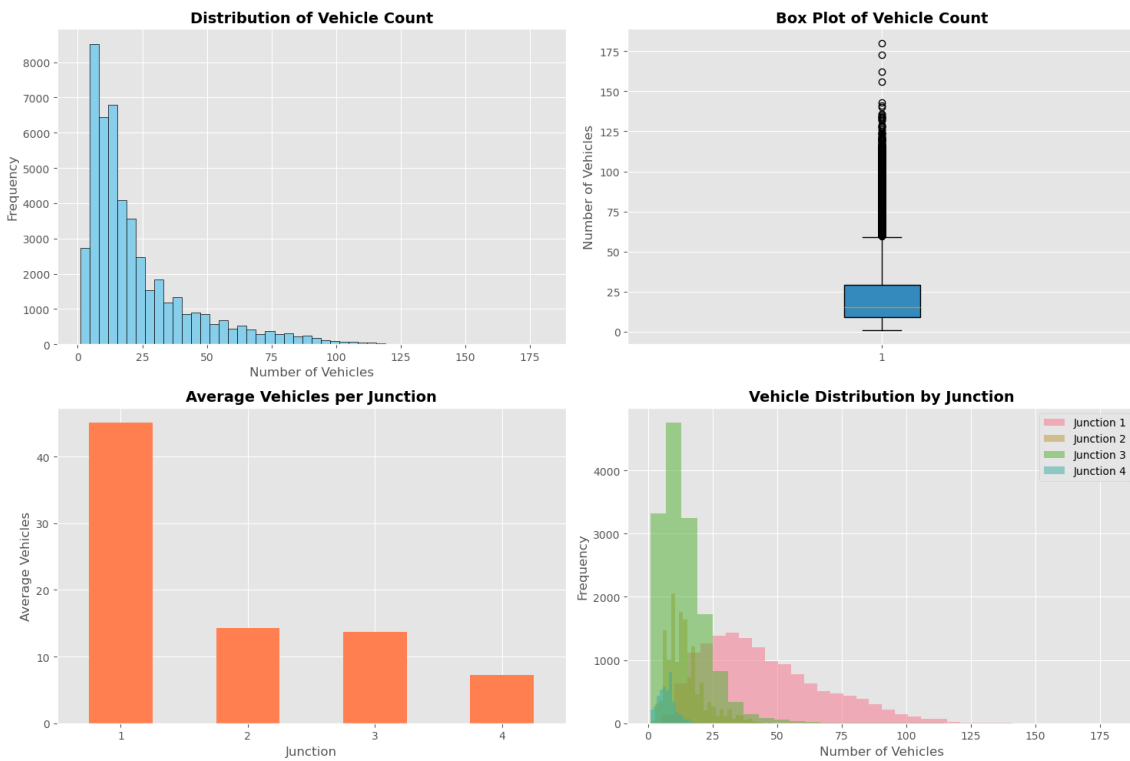 Distribution of Vehicle Count
Frequency
8000
7000
6000
5000
4000
3000
2000
1000
0
0 25 50 75 100 125 150 175
Number of Vehicles
Box Plot of Vehicle Count
Number of Vehicles
175
150
125
100
75
50
25
0
1
Average Vehicles per Junction
Average Vehicles
40
30
20
10
0
1 2 3 4
Junction
Vehicle Distribution by Junction
Junction 1
Junction 2
Junction 3
Junction 4
Frequency
4000
3000
2000
1000
0
0 25 50 75 100 125 150 175
Number of Vehicles